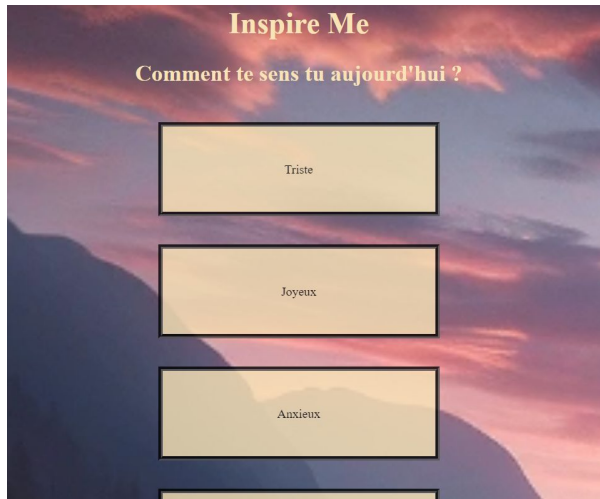 Inspire Me
Comment te sens tu aujourd'hui ?
Triste
Joyeux
Anxieux